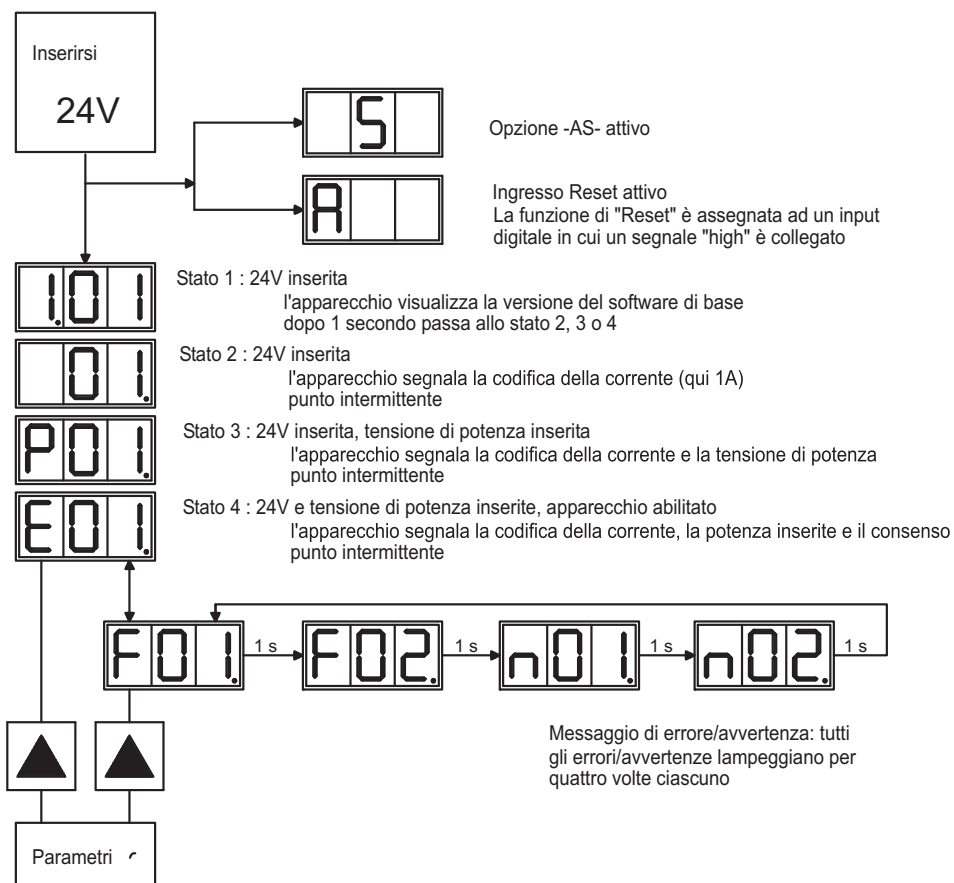 Inserirsi
24V
S
Opzione -AS- attivo
A
Ingresso Reset attivo
La funzione di "Reset" è assegnata ad un input
digitale in cui un segnale "high" è collegato
1.01
Stato 1 : 24V inserita
l'apparecchio visualizza la versione del software di base
dopo 1 secondo passa allo stato 2, 3 o 4
01.
Stato 2 : 24V inserita
l'apparecchio segnala la codifica della corrente (qui 1A)
punto intermittente
P01.
Stato 3 : 24V inserita, tensione di potenza inserita
l'apparecchio segnala la codifica della corrente e la tensione di potenza
punto intermittente
E01.
Stato 4 : 24V e tensione di potenza inserite, apparecchio abilitato
l'apparecchio segnala la codifica della corrente, la potenza inserite e il consenso
punto intermittente
F01. 1 s F02. 1 s n01. 1 s n02. 1 s
Messaggio di errore/avvertenza: tutti
gli errori/avvertenze lampeggiano per
quattro volte ciascuno
Parametri